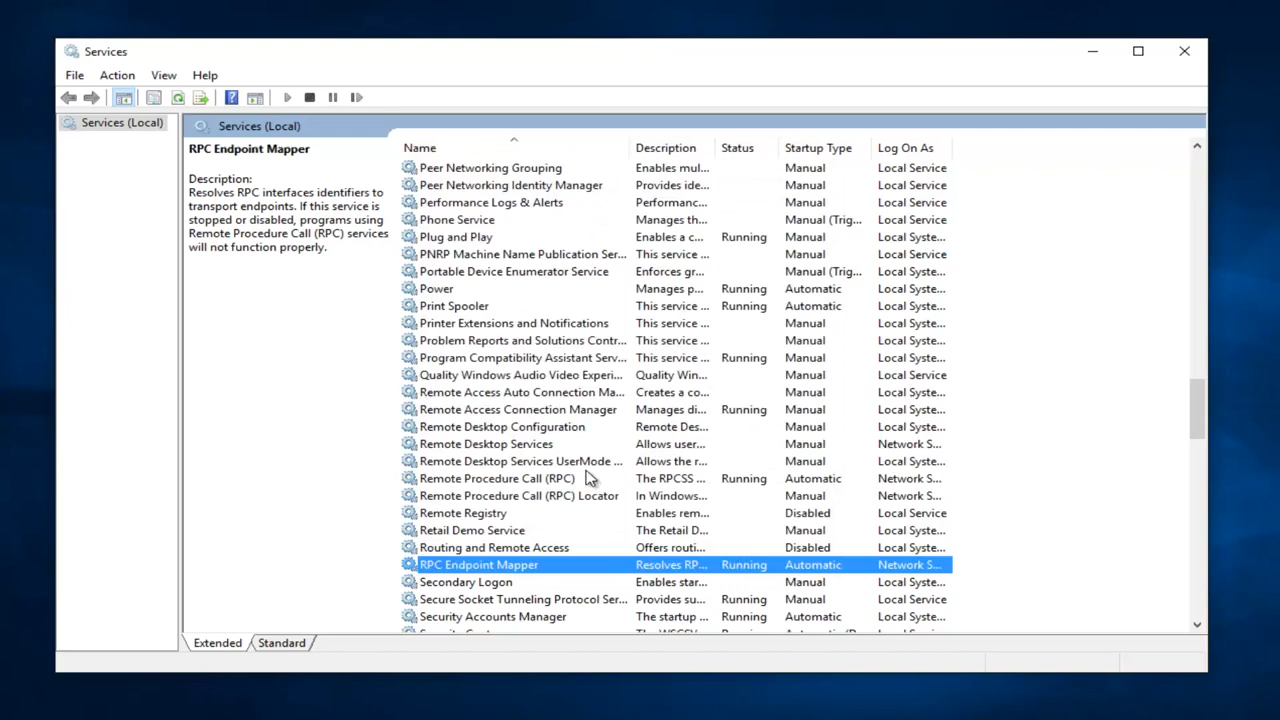 Services
File Action View Help
Services (Local)
Services (Local)
RPC Endpoint Mapper
Description:
Resolves RPC interfaces identifiers to
transport endpoints. If this service is
stopped or disabled, programs using
Remote Procedure Call (RPC) services
will not function properly.
Name Description Status Startup Type Log On As
Peer Networking Grouping Enables mul... Manual Local Service
Peer Networking Identity Manager Provides ide... Manual Local Service
Performance Logs & Alerts Performanc... Manual Local Service
Phone Service Manages th... Manual (Trig... Local Service
Plug and Play Enables a c... Running Manual Local Syste...
PNRP Machine Name Publication Ser... This service ... Manual Local Service
Portable Device Enumerator Service Enforces gr... Manual (Trig... Local Syste...
Power Manages p... Running Automatic Local Syste...
Print Spooler This service ... Running Automatic Local Syste...
Printer Extensions and Notifications This service ... Manual Local Syste...
Problem Reports and Solutions Contr... This service ... Manual Local Syste...
Program Compatibility Assistant Serv... This service ... Running Manual Local Syste...
Quality Windows Audio Video Experi... Quality Win... Manual Local Service
Remote Access Auto Connection Ma... Creates a co... Manual Local Syste...
Remote Access Connection Manager Manages di... Running Manual Local Syste...
Remote Desktop Configuration Remote Des... Manual Local Syste...
Remote Desktop Services Allows user... Manual Network S...
Remote Desktop Services UserMode ... Allows the r... Manual Local Syste...
Remote Procedure Call (RPC) The RPCSS ... Running Automatic Network S...
Remote Procedure Call (RPC) Locator In Windows... Manual Network S...
Remote Registry Enables rem... Disabled Local Service
Retail Demo Service The Retail D... Manual Local Syste...
Routing and Remote Access Offers routi... Disabled Local Syste...
RPC Endpoint Mapper Resolves RP... Running Automatic Network S...
Secondary Logon Enables star... Manual Local Syste...
Secure Socket Tunneling Protocol Ser... Provides su... Running Manual Local Service
Security Accounts Manager The startup ... Running Automatic Local Syste...
Extended Standard